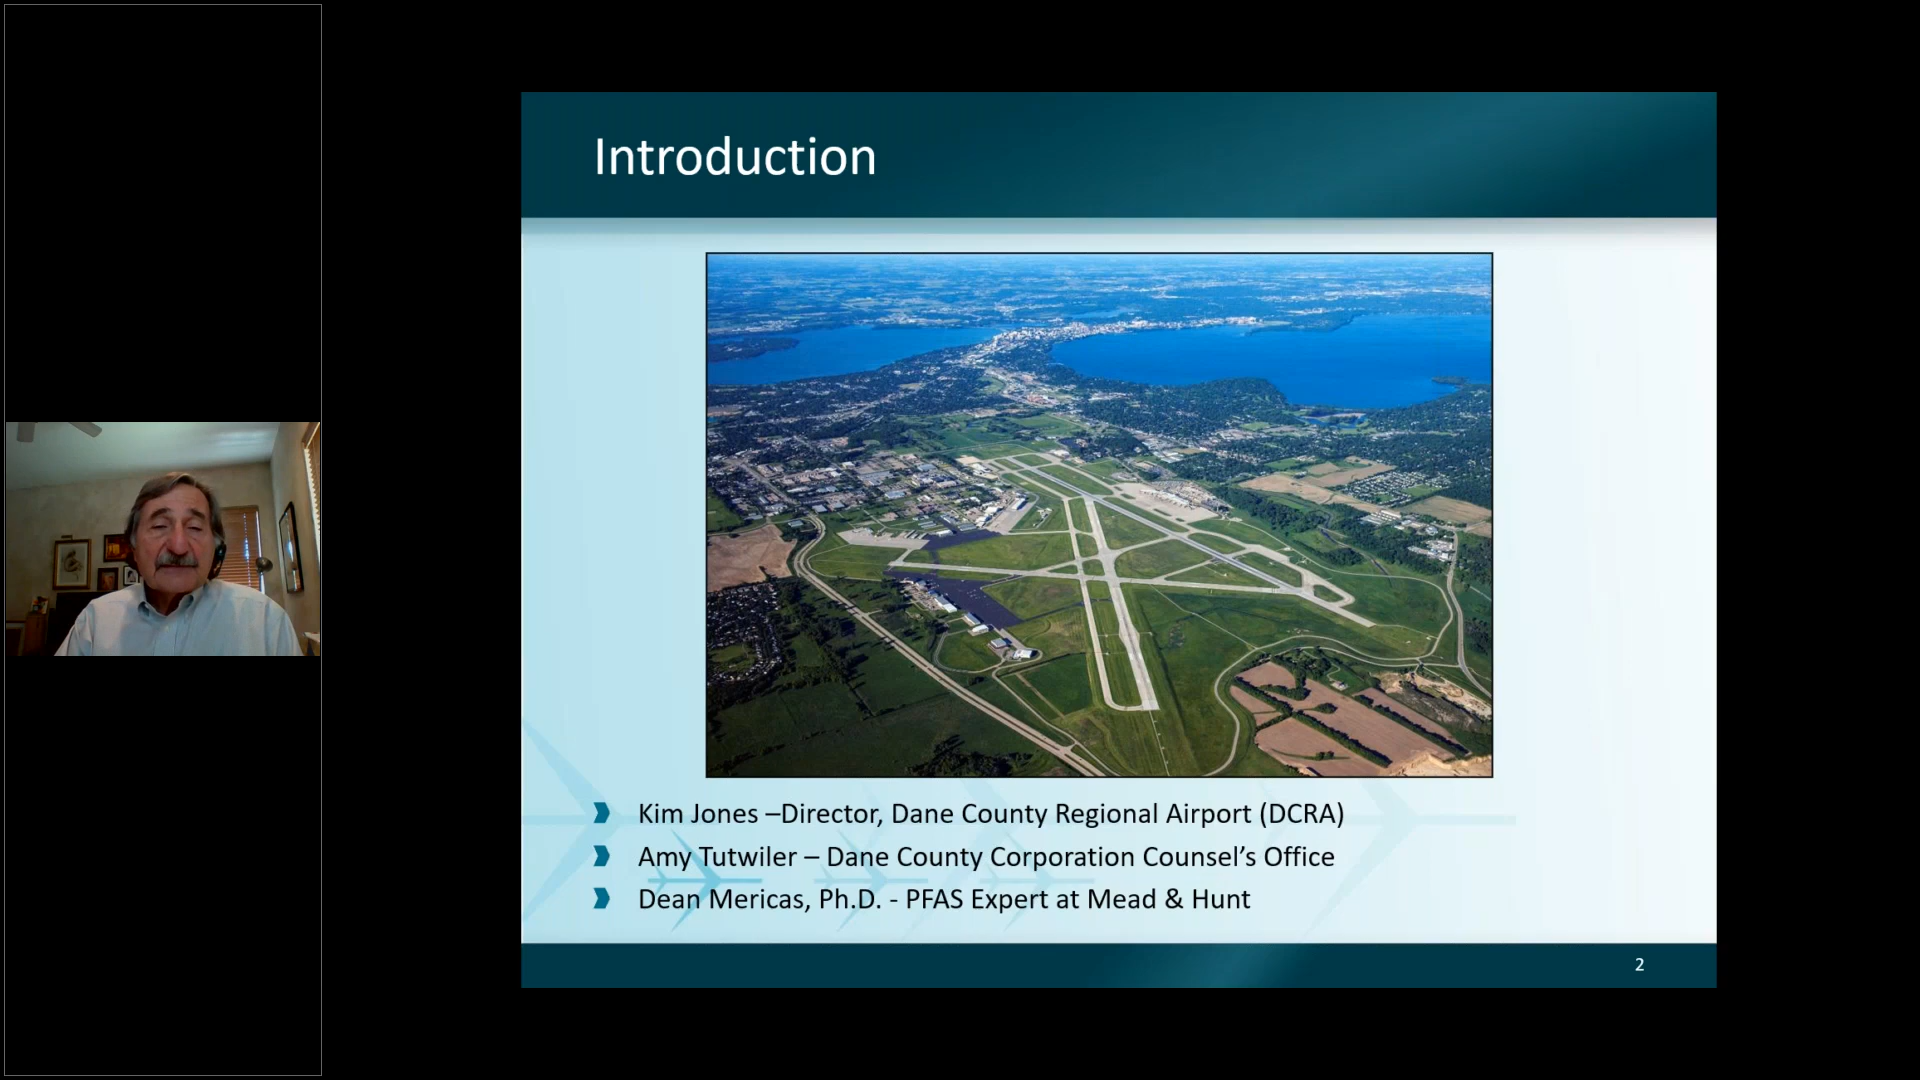 Introduction
Kim Jones –Director, Dane County Regional Airport (DCRA)
Amy Tutwiler – Dane County Corporation Counsel’s Office
Dean Mericas, Ph.D. - PFAS Expert at Mead & Hunt
2